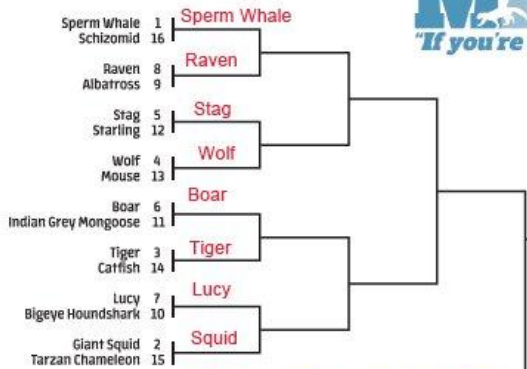 Sperm Whale 1 Sperm Whale
Schizomid 16
Raven 8 Raven
Albatross 9
Stag 5 Stag
Starling 12
Wolf 4 Wolf
Mouse 13
Boar 6 Boar
Indian Grey Mongoose 11
Tiger 3 Tiger
Catfish 14
Lucy 7 Lucy
Bigeye Houndshark 10
Giant Squid 2 Squid
Tarzan Chameleon 15
"If you're